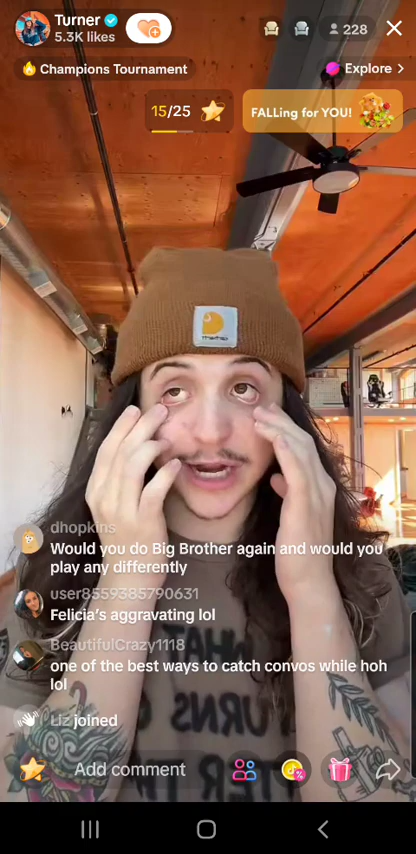 Turner
5.3K likes
228
Champions Tournament
Explore >
15/25
FALLing for YOU!
carhartt
dhopkins
Would you do Big Brother again and would you
play any differently
user8559385790631
Felicia's aggravating lol
BeautifulCrazy1118
one of the best ways to catch convos while hoh
lol
Liz joined
Add comment